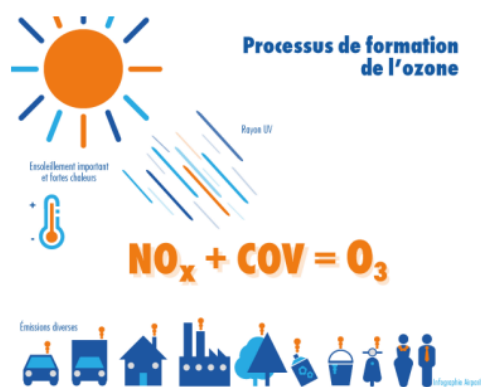 Processus de formation
de l'ozone
Rayon UV
Ensoleillement important
et fortes chaleurs
+
-
NOx + COV = O3
Émissions diverses
Infographie Airparif